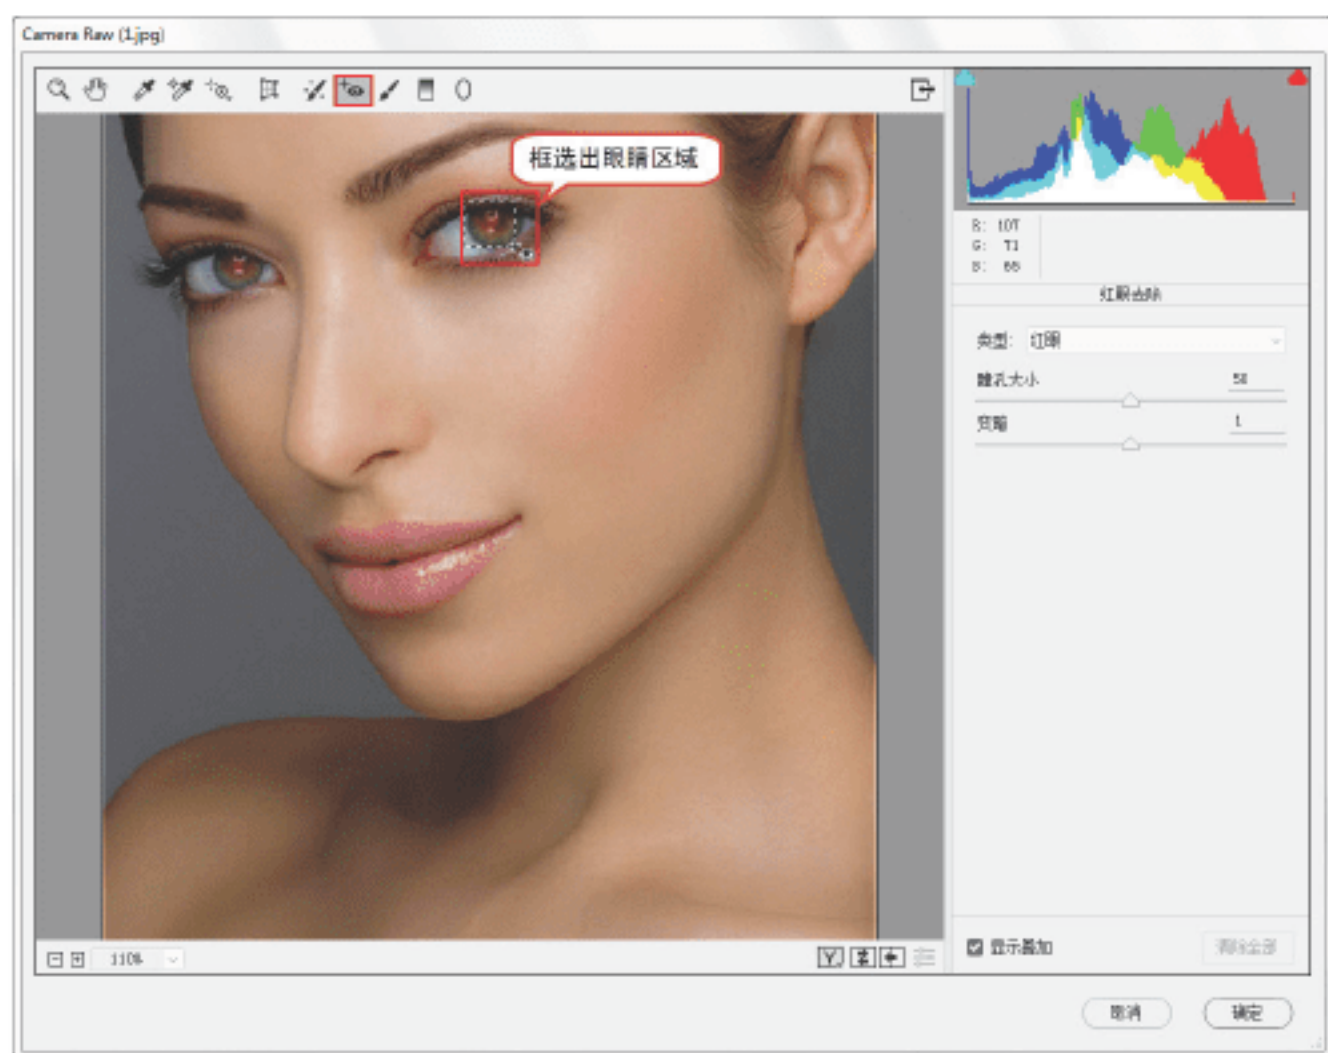 Camera Raw (1.jpg)
框选出眼睛区域
R: 107
G: 71
B: 68
红眼去除
类型: 红眼
瞳孔大小 50
变暗 1
110%
显示叠加
清除全部
取消
确定